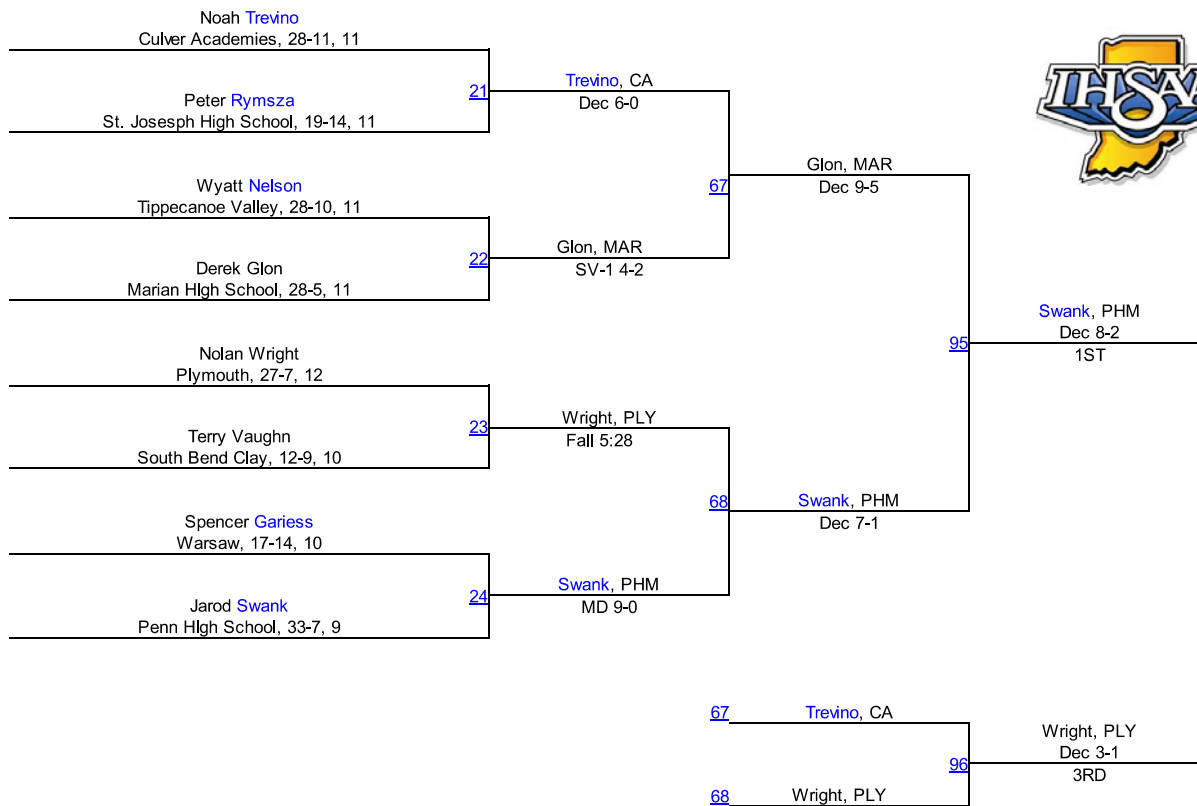 Noah Trevino
Culver Academies, 28-11, 11
21
Peter Rymsza
St. Josesph High School, 19-14, 11
Trevino, CA
Dec 6-0
Wyatt Nelson
Tippecanoe Valley, 28-10, 11
22
Derek Glon
Marian HIgh School, 28-5, 11
Glon, MAR
SV-1 4-2
67
Glon, MAR
Dec 9-5
IHSAA
Nolan Wright
Plymouth, 27-7, 12
23
Terry Vaughn
South Bend Clay, 12-9, 10
Wright, PLY
Fall 5:28
Spencer Gariess
Warsaw, 17-14, 10
24
Jarod Swank
Penn HIgh School, 33-7, 9
Swank, PHM
MD 9-0
68
Swank, PHM
Dec 7-1
95
Swank, PHM
Dec 8-2
1ST
67
Trevino, CA
96
68
Wright, PLY
Wright, PLY
Dec 3-1
3RD